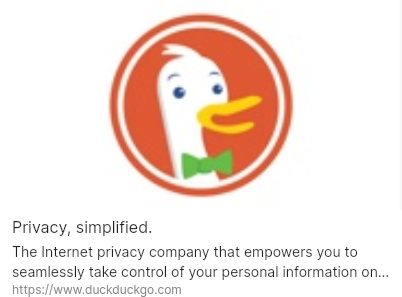 Privacy, simplified.
The Internet privacy company that empowers you to
seamlessly take control of your personal information on...
https://www.duckduckgo.com